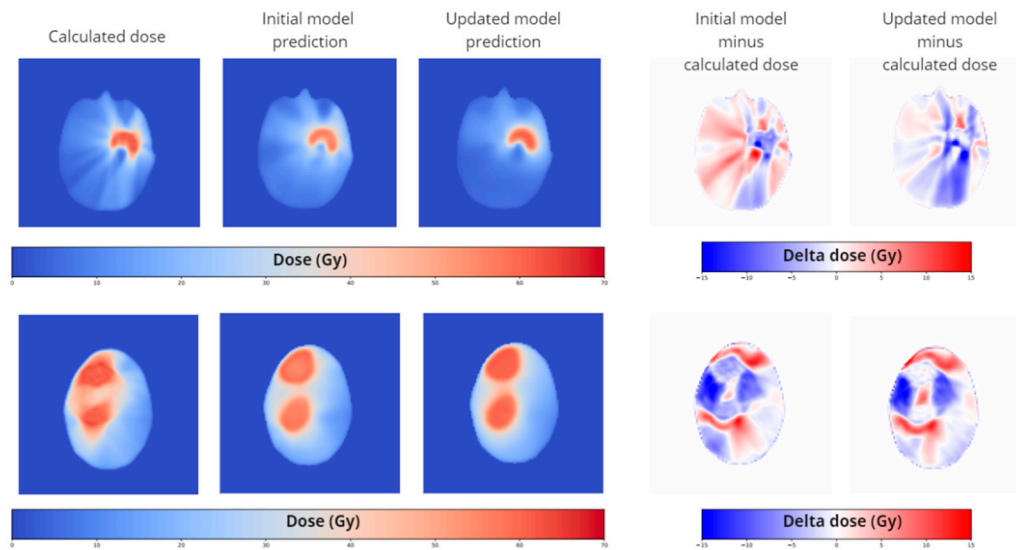 Calculated dose
Initial model
prediction
Updated model
prediction
Initial model
minus
calculated dose
Updated model
minus
calculated dose
Dose (Gy)
0 10 20 30 40 50 60 70
Delta dose (Gy)
−15 −10 −5 0 5 10 15
Dose (Gy)
0 10 20 30 40 50 60 70
Delta dose (Gy)
−15 −10 −5 0 5 10 15